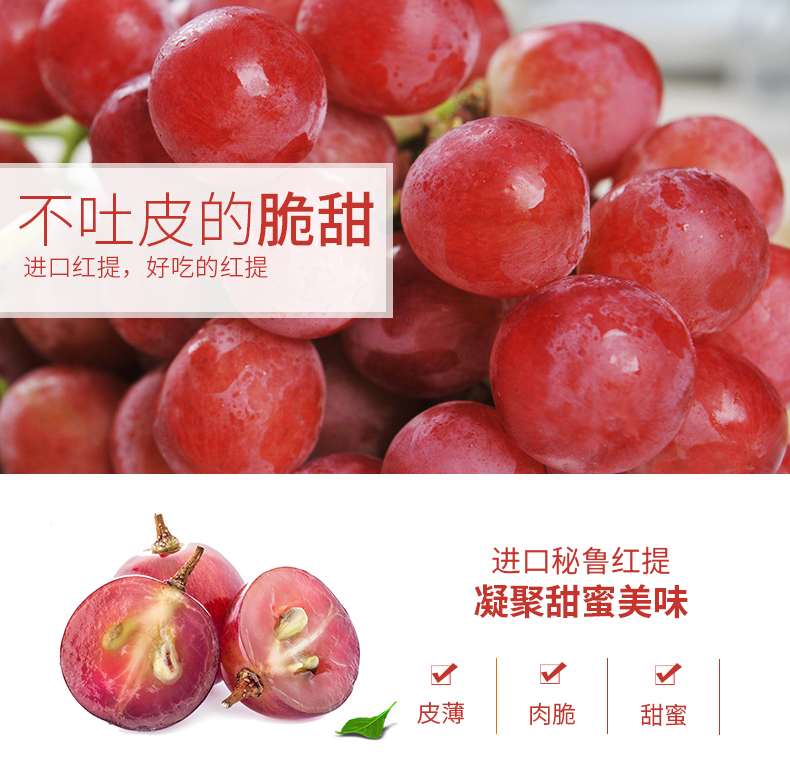 不吐皮的脆甜
进口红提，好吃的红提
进口秘鲁红提
凝聚甜蜜美味
皮薄
肉脆
甜蜜